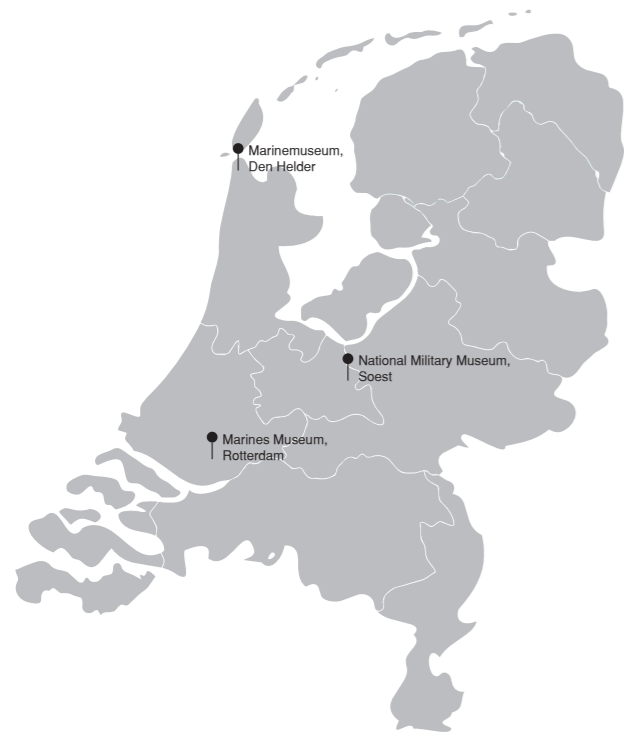 Marinemuseum,
Den Helder
National Military Museum,
Soest
Marines Museum,
Rotterdam